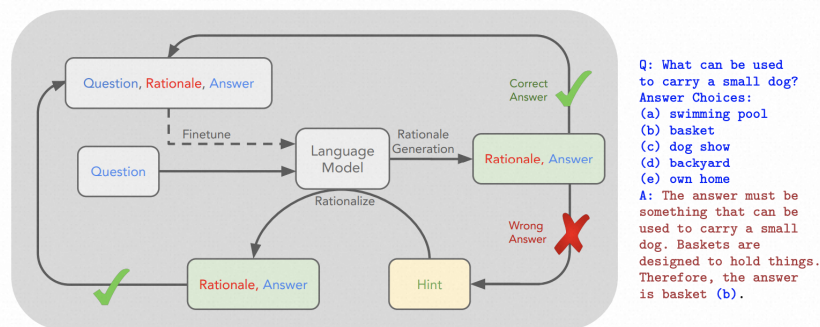 Question, Rationale, Answer
Finetune
Question
Language
Model
Rationale
Generation
Correct
Answer
Rationale, Answer
Rationalize
Wrong
Answer
Rationale, Answer
Hint
Q: What can be used
to carry a small dog?
Answer Choices:
(a) swimming pool
(b) basket
(c) dog show
(d) backyard
(e) own home
A: The answer must be
something that can be
used to carry a small
dog. Baskets are
designed to hold things.
Therefore, the answer
is basket (b).